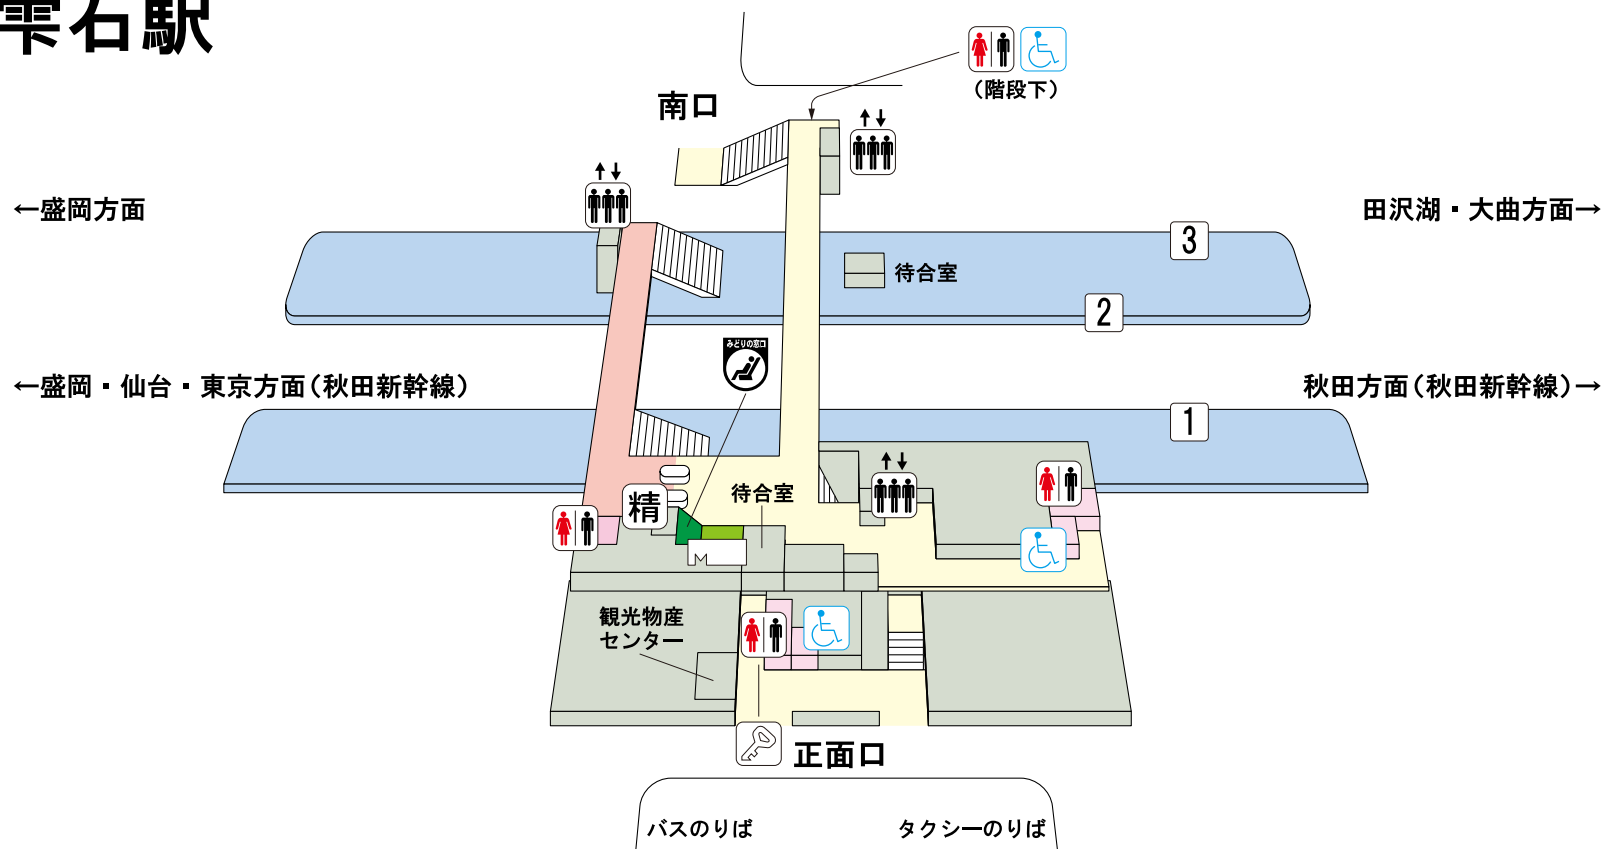 雫石駅
(階段下)
南口
←盛岡方面
田沢湖・大曲方面→
3
待合室
2
みどりの窓口
←盛岡・仙台・東京方面(秋田新幹線)
秋田方面(秋田新幹線)→
1
待合室
精
M
観光物産
センター
正面口
バスのりば
タクシーのりば